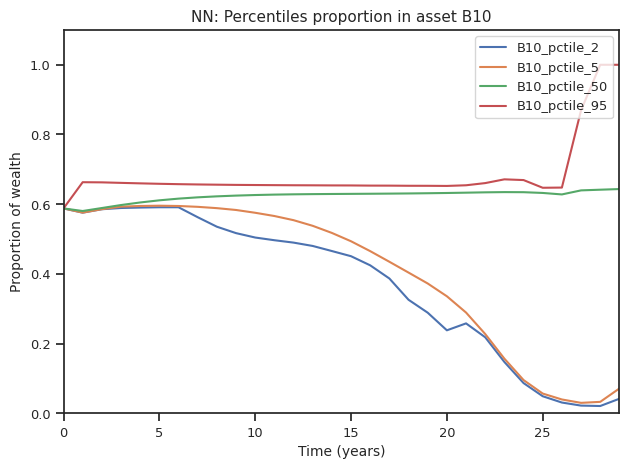 NN: Percentiles proportion in asset B10
Proportion of wealth
1.0
0.8
0.6
0.4
0.2
0.0
B10_pctile_2
B10_pctile_5
B10_pctile_50
B10_pctile_95
0 5 10 15 20 25
Time (years)